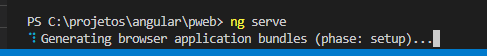 PS C:\projetos\angular\pweb> ng serve
⠹ Generating browser application bundles (phase: setup)...